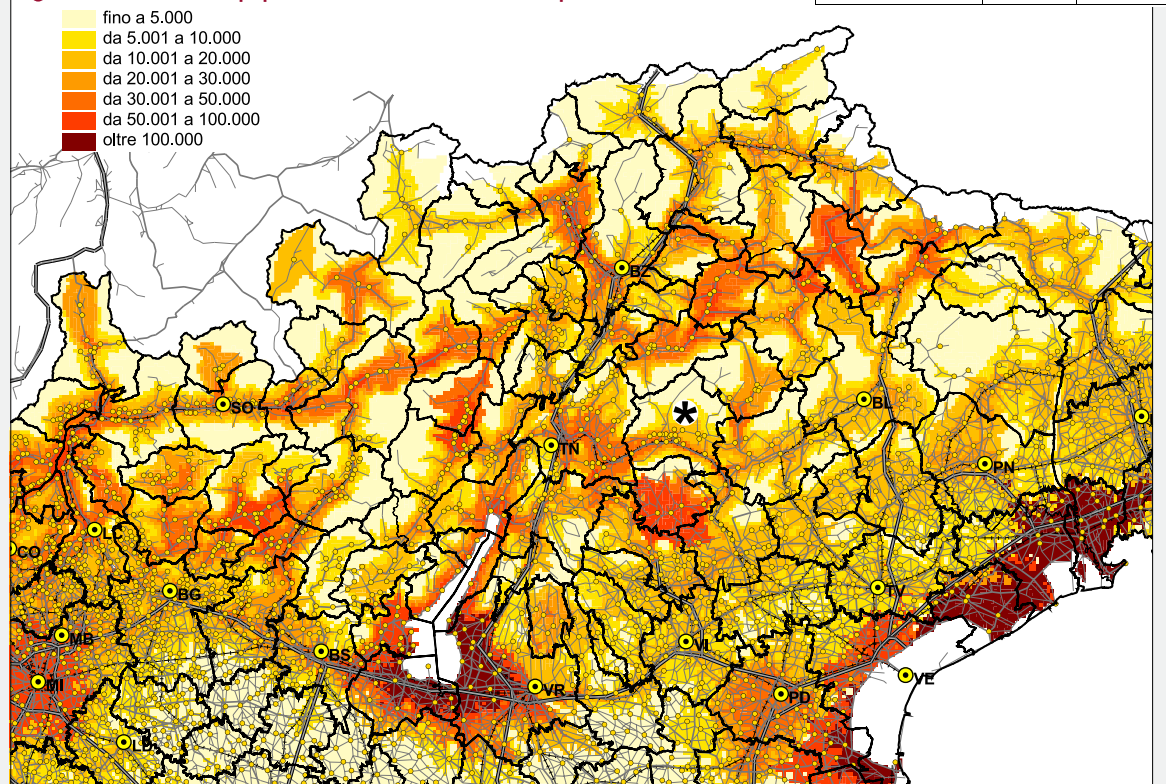 fino a 5.000
da 5.001 a 10.000
da 10.001 a 20.000
da 20.001 a 30.000
da 30.001 a 50.000
da 50.001 a 100.000
oltre 100.000
BZ
SO
BL
*
TN
PN
LC
CO
BG
TV
MB
VI
BS
VE
MI
VR
PD
LD